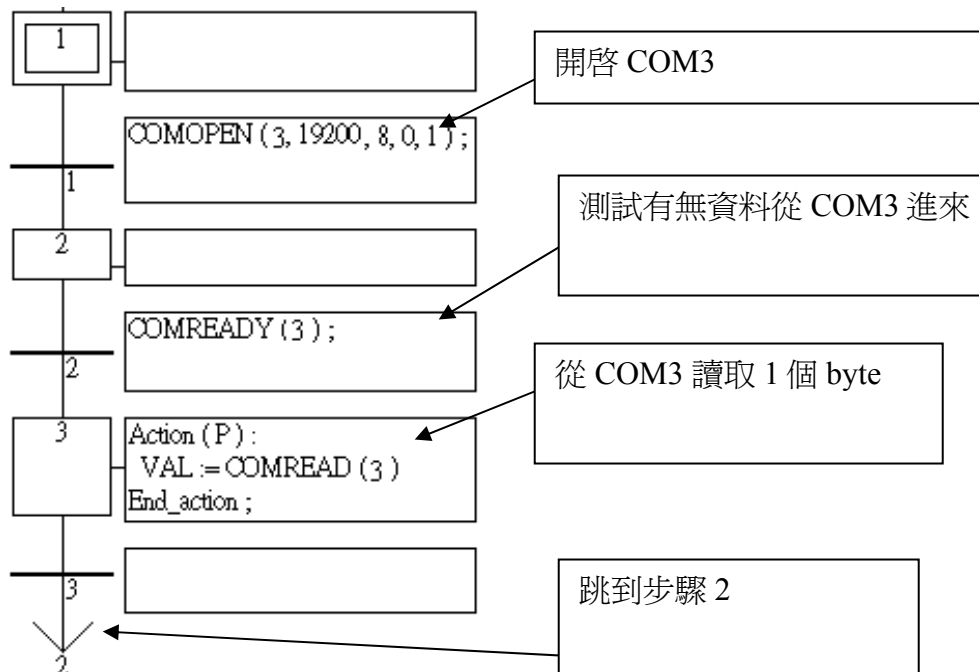 1
開啓 COM3
COMOPEN ( 3, 19200, 8, 0, 1 ) ;
1
測試有無資料從 COM3 進來
2
COMREADY ( 3 ) ;
2
從 COM3 讀取 1 個 byte
3
Action ( P ) :
VAL := COMREAD ( 3 )
End_action ;
3
跳到步驟 2
2